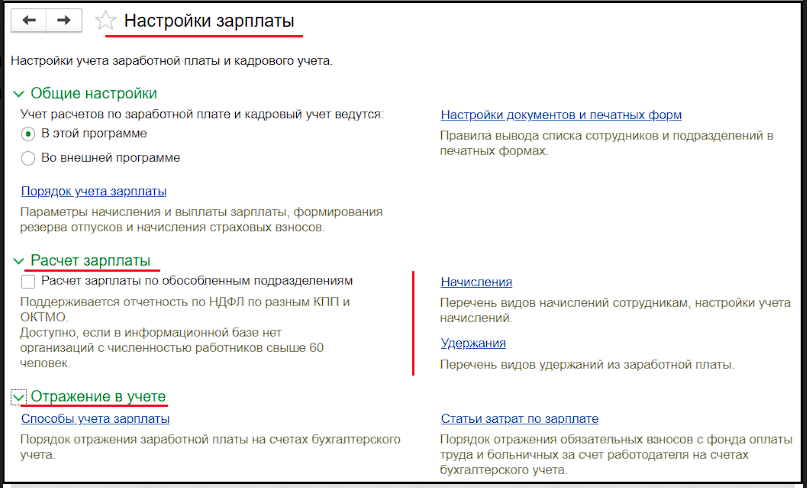 Настройки зарплаты
Настройки учета заработной платы и кадрового учета.
Общие настройки
Учет расчетов по заработной плате и кадровый учет ведутся:
В этой программе
Во внешней программе
Настройки документов и печатных форм
Правила вывода списка сотрудников и подразделений в
печатных формах.
Порядок учета зарплаты
Параметры начисления и выплаты зарплаты, формирования
резерва отпусков и начисления страховых взносов.
Расчет зарплаты
Расчет зарплаты по обособленным подразделениям
Поддерживается отчетность по НДФЛ по разным КПП и
ОКТМО.
Доступно, если в информационной базе нет
организаций с численностью работников свыше 60
человек.
Начисления
Перечень видов начислений сотрудникам, настройки учета
начислений.
Удержания
Перечень видов удержаний из заработной платы.
Отражение в учете
Способы учета зарплаты
Порядок отражения заработной платы на счетах бухгалтерского
учета.
Статьи затрат по зарплате
Порядок отражения обязательных взносов с фонда оплаты
труда и больничных за счет работодателя на счетах
бухгалтерского учета.